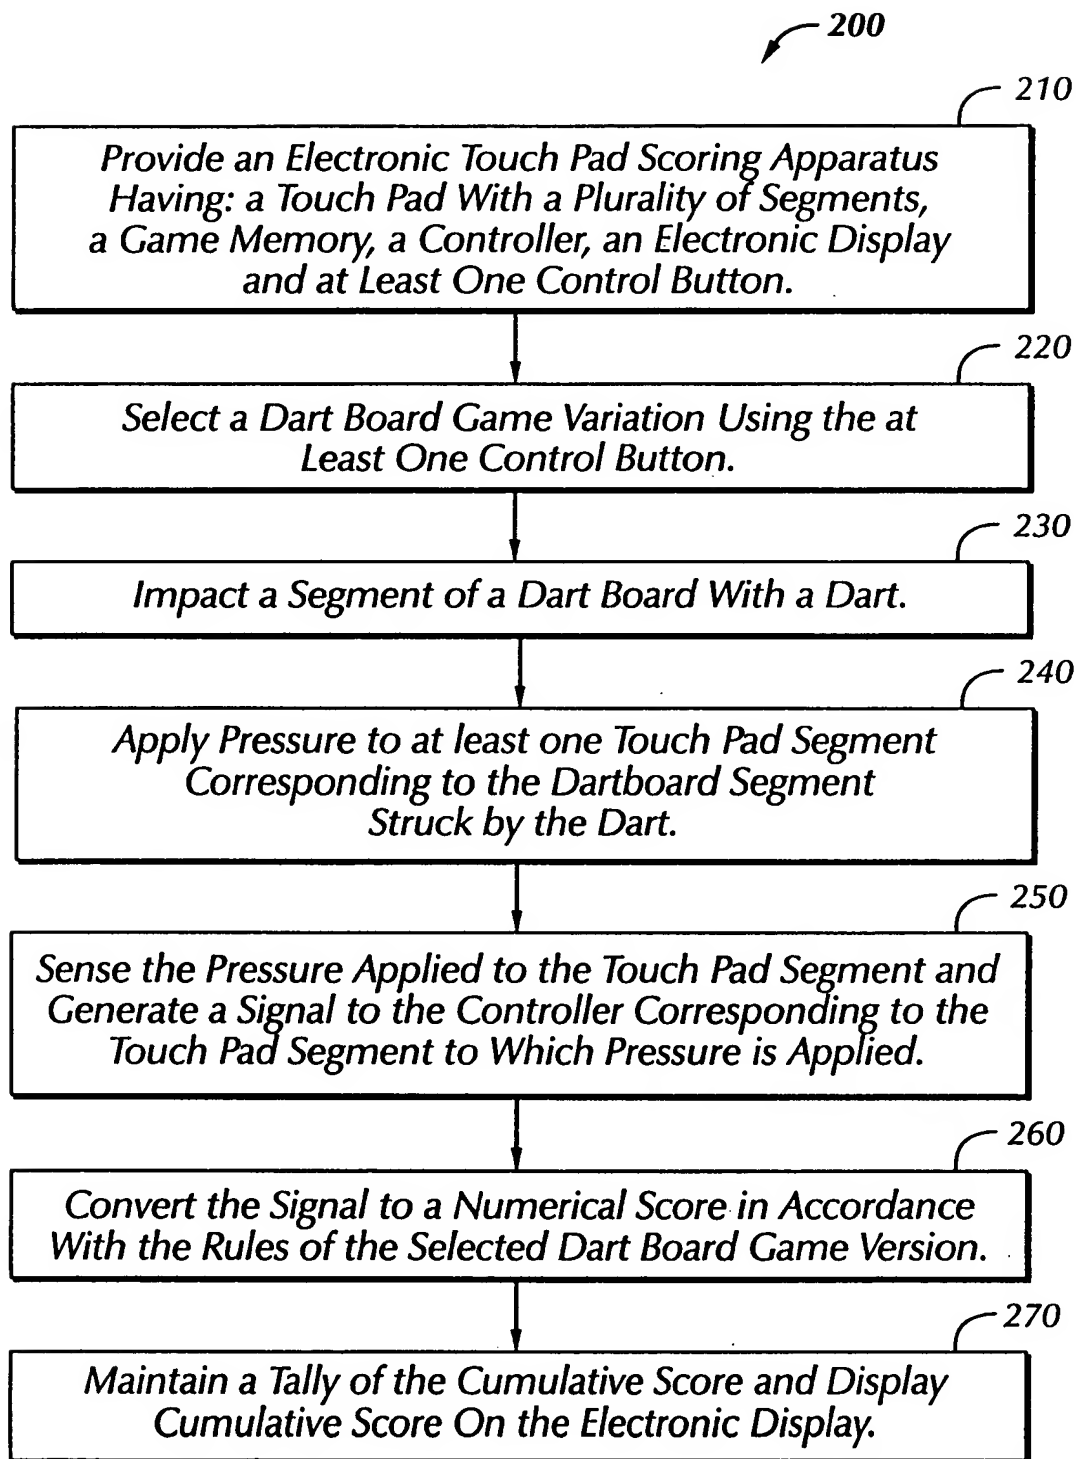 200
210
Provide an Electronic Touch Pad Scoring Apparatus
Having: a Touch Pad With a Plurality of Segments,
a Game Memory, a Controller, an Electronic Display
and at Least One Control Button.
220
Select a Dart Board Game Variation Using the at
Least One Control Button.
230
Impact a Segment of a Dart Board With a Dart.
240
Apply Pressure to at least one Touch Pad Segment
Corresponding to the Dartboard Segment
Struck by the Dart.
250
Sense the Pressure Applied to the Touch Pad Segment and
Generate a Signal to the Controller Corresponding to the
Touch Pad Segment to Which Pressure is Applied.
260
Convert the Signal to a Numerical Score in Accordance
With the Rules of the Selected Dart Board Game Version.
270
Maintain a Tally of the Cumulative Score and Display
Cumulative Score On the Electronic Display.